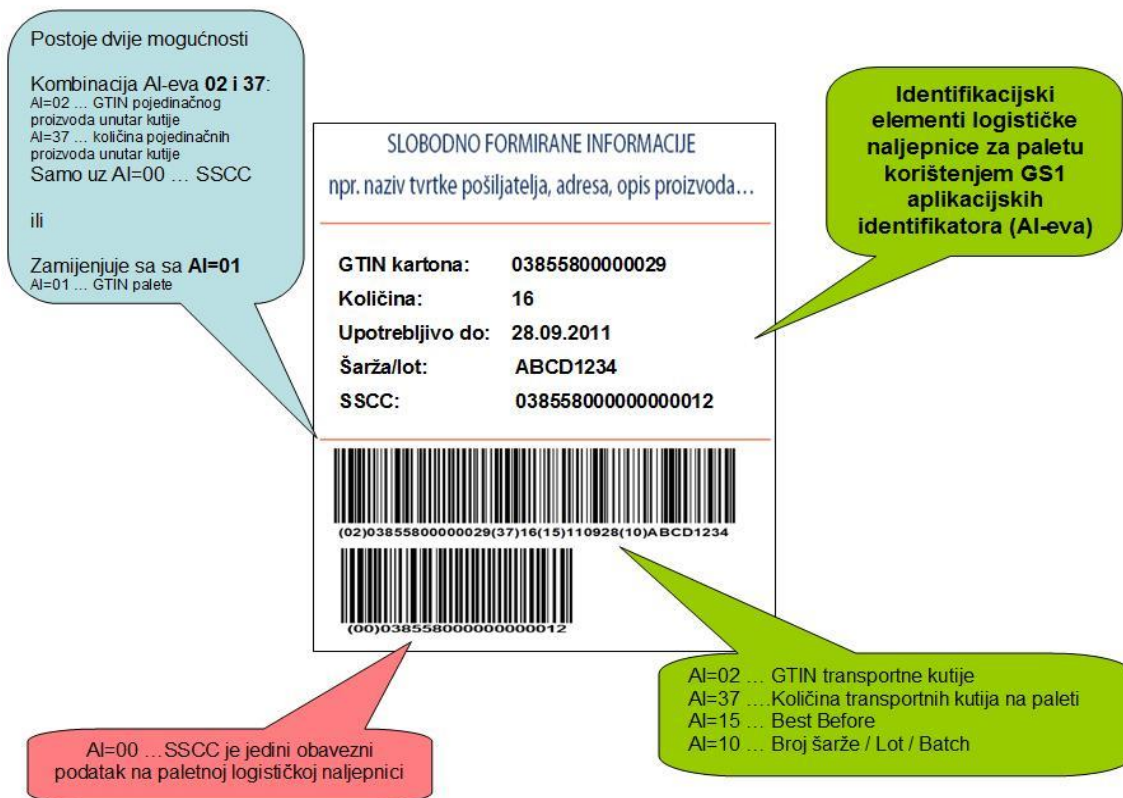 Postoje dvije mogućnosti
Kombinacija AI-eva 02 i 37:
AI=02 ... GTIN pojedinačnog
proizvoda unutar kutije
AI=37 ... količina pojedinačnih
proizvoda unutar kutije
Samo uz AI=00 ... SSCC
ili
Zamijenjuje sa sa AI=01
AI=01 ... GTIN palete
Identifikacijski
elementi logističke
naljepnice za paletu
korištenjem GS1
aplikacijskih
identifikatora (AI-eva)
SLOBODNO FORMIRANE INFORMACIJE
npr. naziv tvrtke pošiljatelja, adresa, opis proizvoda...
GTIN kartona: 03855800000029
Količina: 16
Upotrebljivo do: 28.09.2011
Šarža/lot: ABCD1234
SSCC: 038558000000000012
(02)03855800000029(37)16(15)110928(10)ABCD1234
(00)038558000000000012
AI=02 ... GTIN transportne kutije
AI=37 ....Količina transportnih kutija na paleti
AI=15 ... Best Before
AI=10 ... Broj šarže / Lot / Batch
AI=00 ...SSCC je jedini obavezni
podatak na paletnoj logističkoj naljepnici